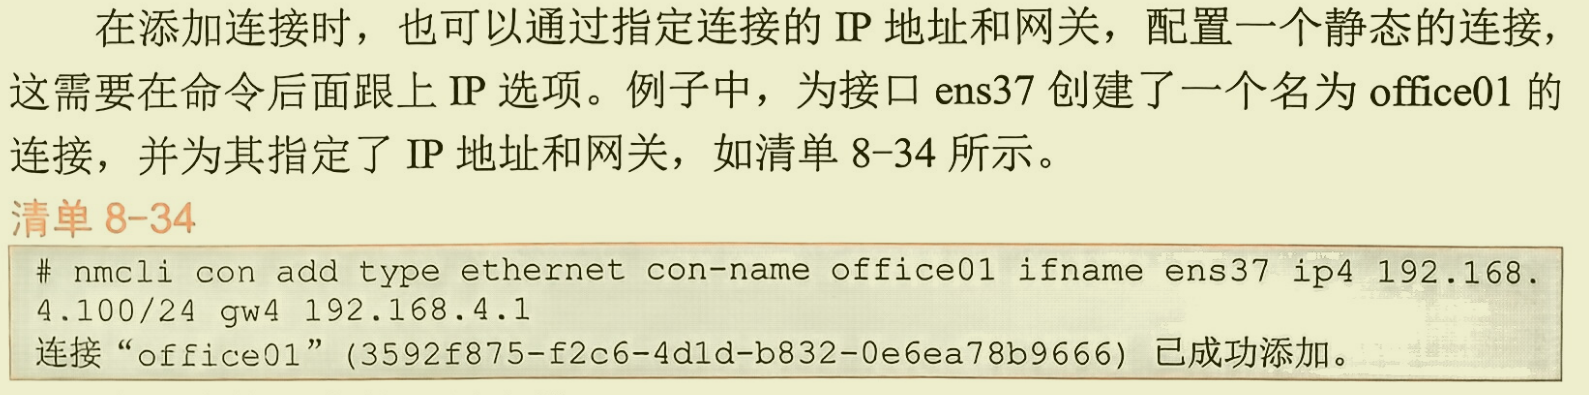 在添加连接时，也可以通过指定连接的 IP 地址和网关，配置一个静态的连接，
这需要在命令后面跟上 IP 选项。例子中，为接口 ens37 创建了一个名为 office01 的
连接，并为其指定了 IP 地址和网关，如清单 8-34 所示。
清单 8-34
# nmcli con add type ethernet con-name office01 ifname ens37 ip4 192.168.
4.100/24 gw4 192.168.4.1
连接“office01”(3592f875-f2c6-4d1d-b832-0e6ea78b9666) 已成功添加。